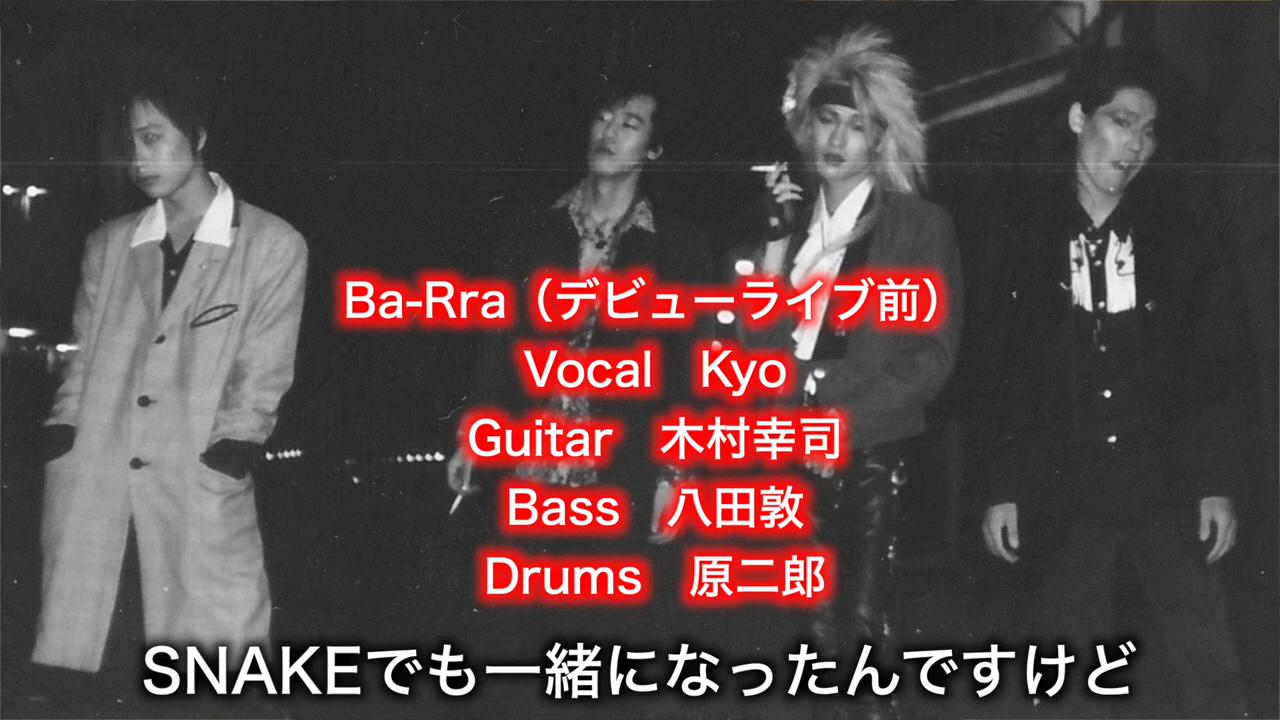 Ba-Rra（デビューライブ前）
Vocal　Kyo
Guitar　木村幸司
Bass　八田敦
Drums　原二郎
SNAKEでも一緒になったんですけど